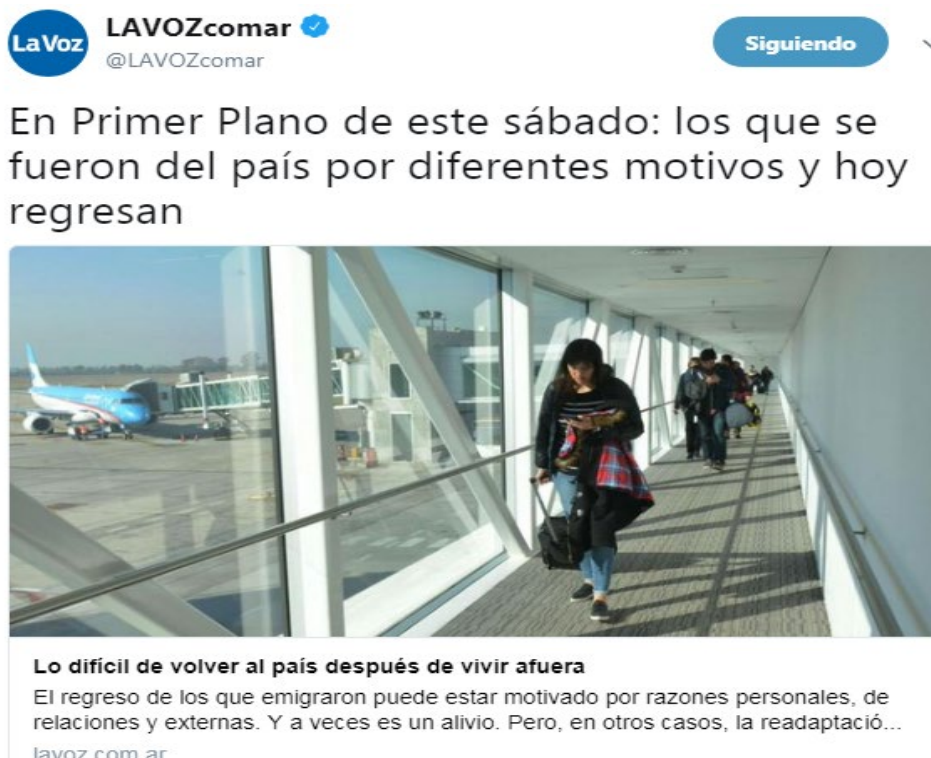 La Voz
LAVOZcomar
@LAVOZcomar
Siguiendo
En Primer Plano de este sábado: los que se
fueron del país por diferentes motivos y hoy
regresan
Lo difícil de volver al país después de vivir afuera
El regreso de los que emigraron puede estar motivado por razones personales, de
relaciones y externas. Y a veces es un alivio. Pero, en otros casos, la readaptació...
lavoz.com.ar